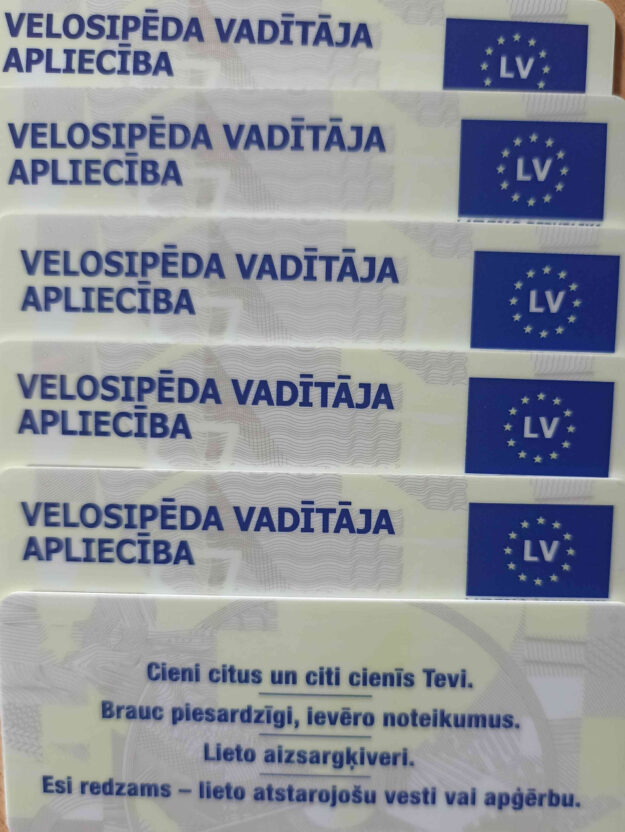 VELOSIPĒDA VADĪTĀJA
APLIECĪBA
LV
VELOSIPĒDA VADĪTĀJA
APLIECĪBA
LV
VELOSIPĒDA VADĪTĀJA
APLIECĪBA
LV
VELOSIPĒDA VADĪTĀJA
APLIECĪBA
LV
VELOSIPĒDA VADĪTĀJA
APLIECĪBA
LV
Cieni citus un citi cienīs Tevi.
Brauc piesardzīgi, ievēro noteikumus.
Lieto aizsargķiveri.
Esi redzams – lieto atstarojošu vesti vai apģērbu.